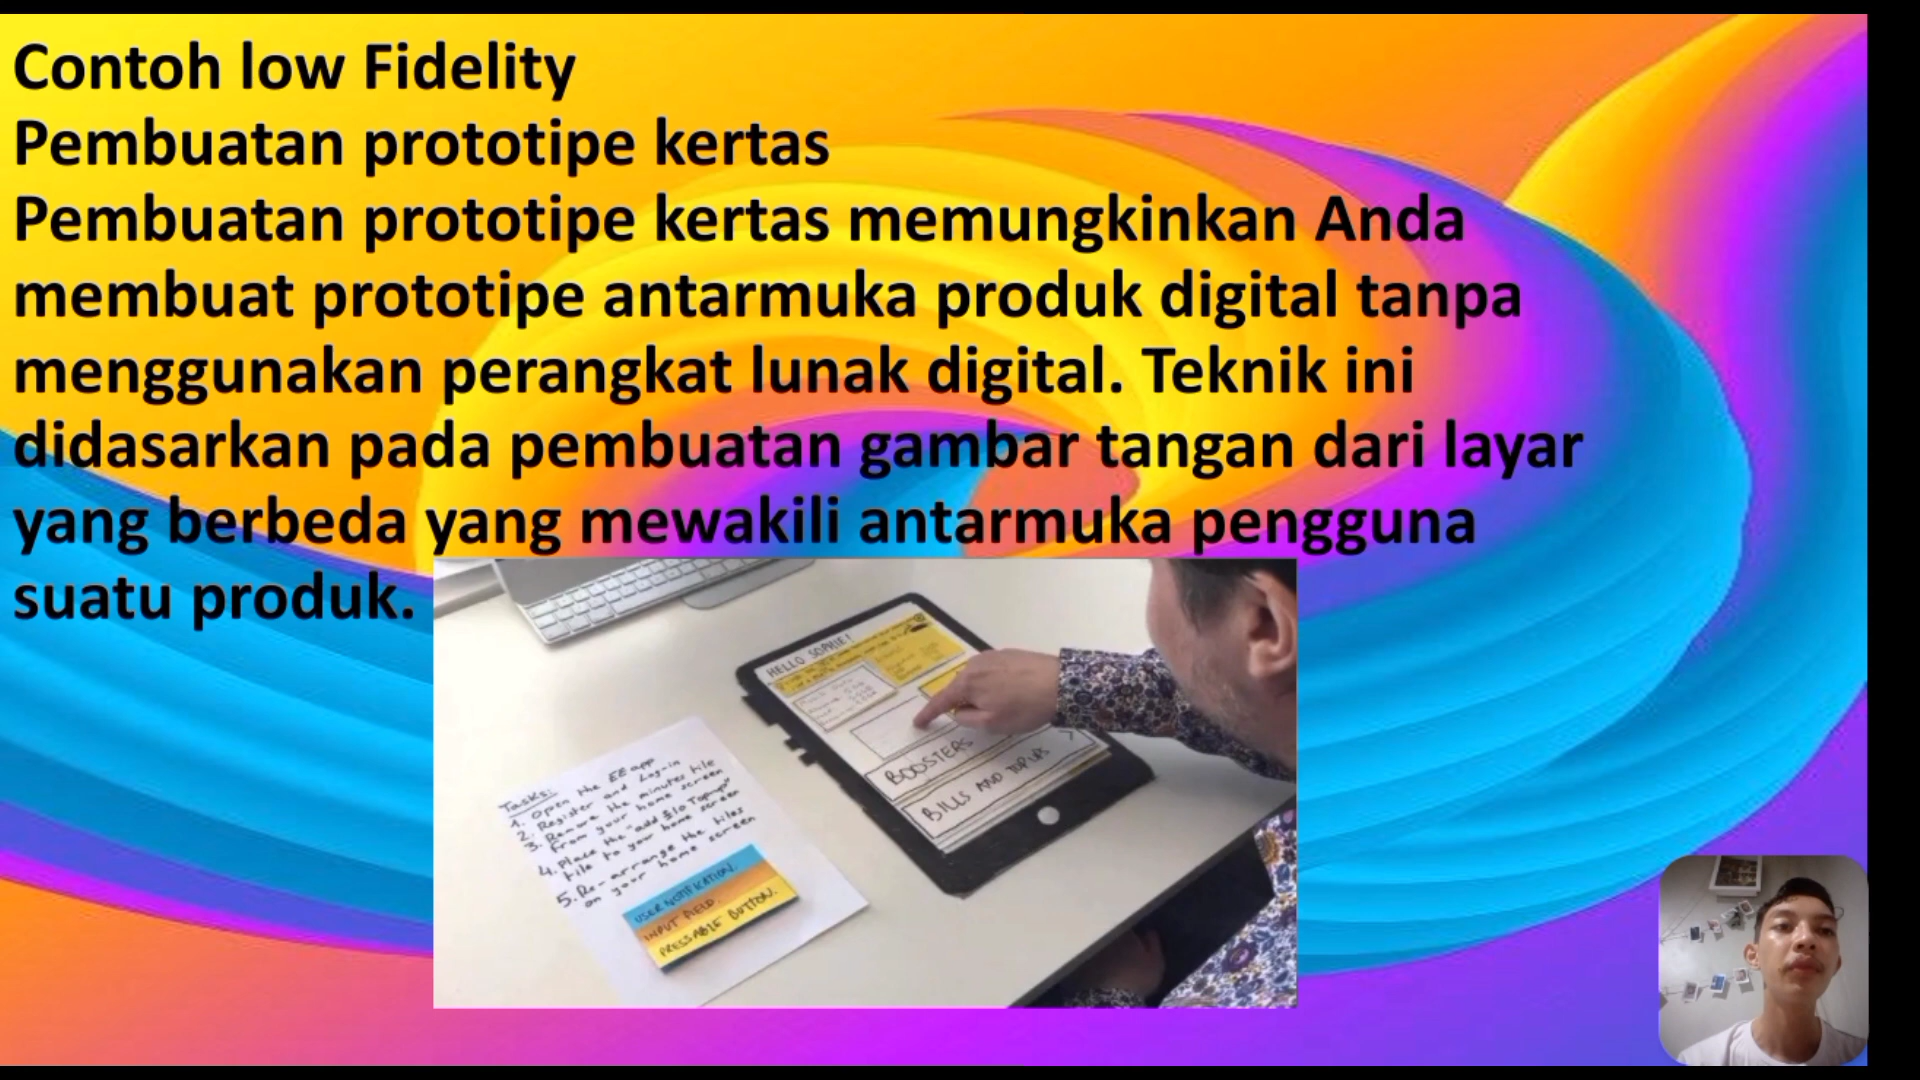 Contoh low Fidelity
Pembuatan prototipe kertas
Pembuatan prototipe kertas memungkinkan Anda
membuat prototipe antarmuka produk digital tanpa
menggunakan perangkat lunak digital. Teknik ini
didasarkan pada pembuatan gambar tangan dari layar
yang berbeda yang mewakili antarmuka pengguna
suatu produk.
HELLO SOPHIE!
BOOSTERS
BILLS AND TOPUPS
Tasks:
1. Open the EE app
2. Register and Log-in
3. Remove the minutes tile
from your home screen
4. Place the "add £10 Topup"
tile to your home screen
5. Re-arrange the tiles
on your home screen
USER NOTIFICATION.
INPUT FIELD.
PRESSABLE BUTTON.